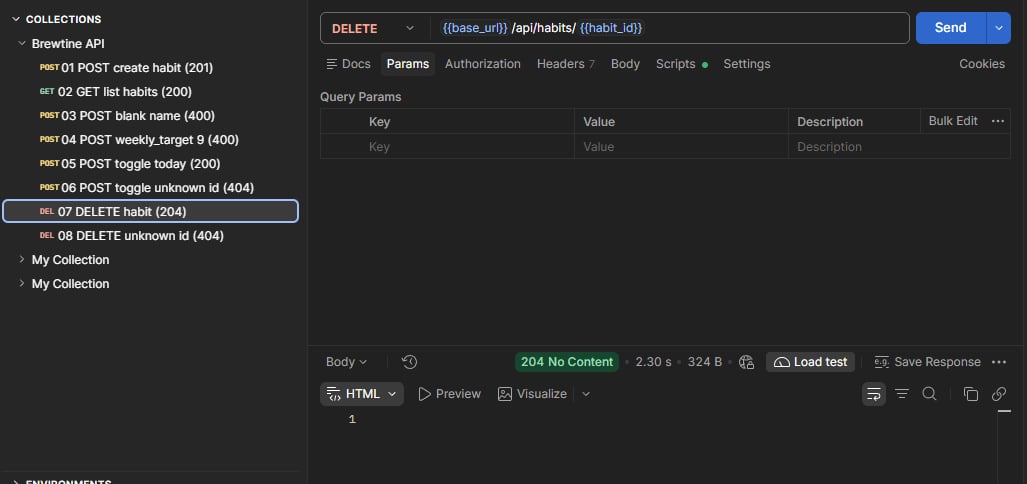 COLLECTIONS
Brewtine API
POST 01 POST create habit (201)
GET 02 GET list habits (200)
POST 03 POST blank name (400)
POST 04 POST weekly_target 9 (400)
POST 05 POST toggle today (200)
POST 06 POST toggle unknown id (404)
DEL 07 DELETE habit (204)
DEL 08 DELETE unknown id (404)
My Collection
My Collection
ENVIRONMENTS
DELETE {{base_url}} /api/habits/ {{habit_id}} Send
Docs Params Authorization Headers 7 Body Scripts Settings Cookies
Query Params
Key Value Description Bulk Edit
Key Value Description
Body 204 No Content 2.30 s 324 B Load test e.g. Save Response
HTML Preview Visualize
1